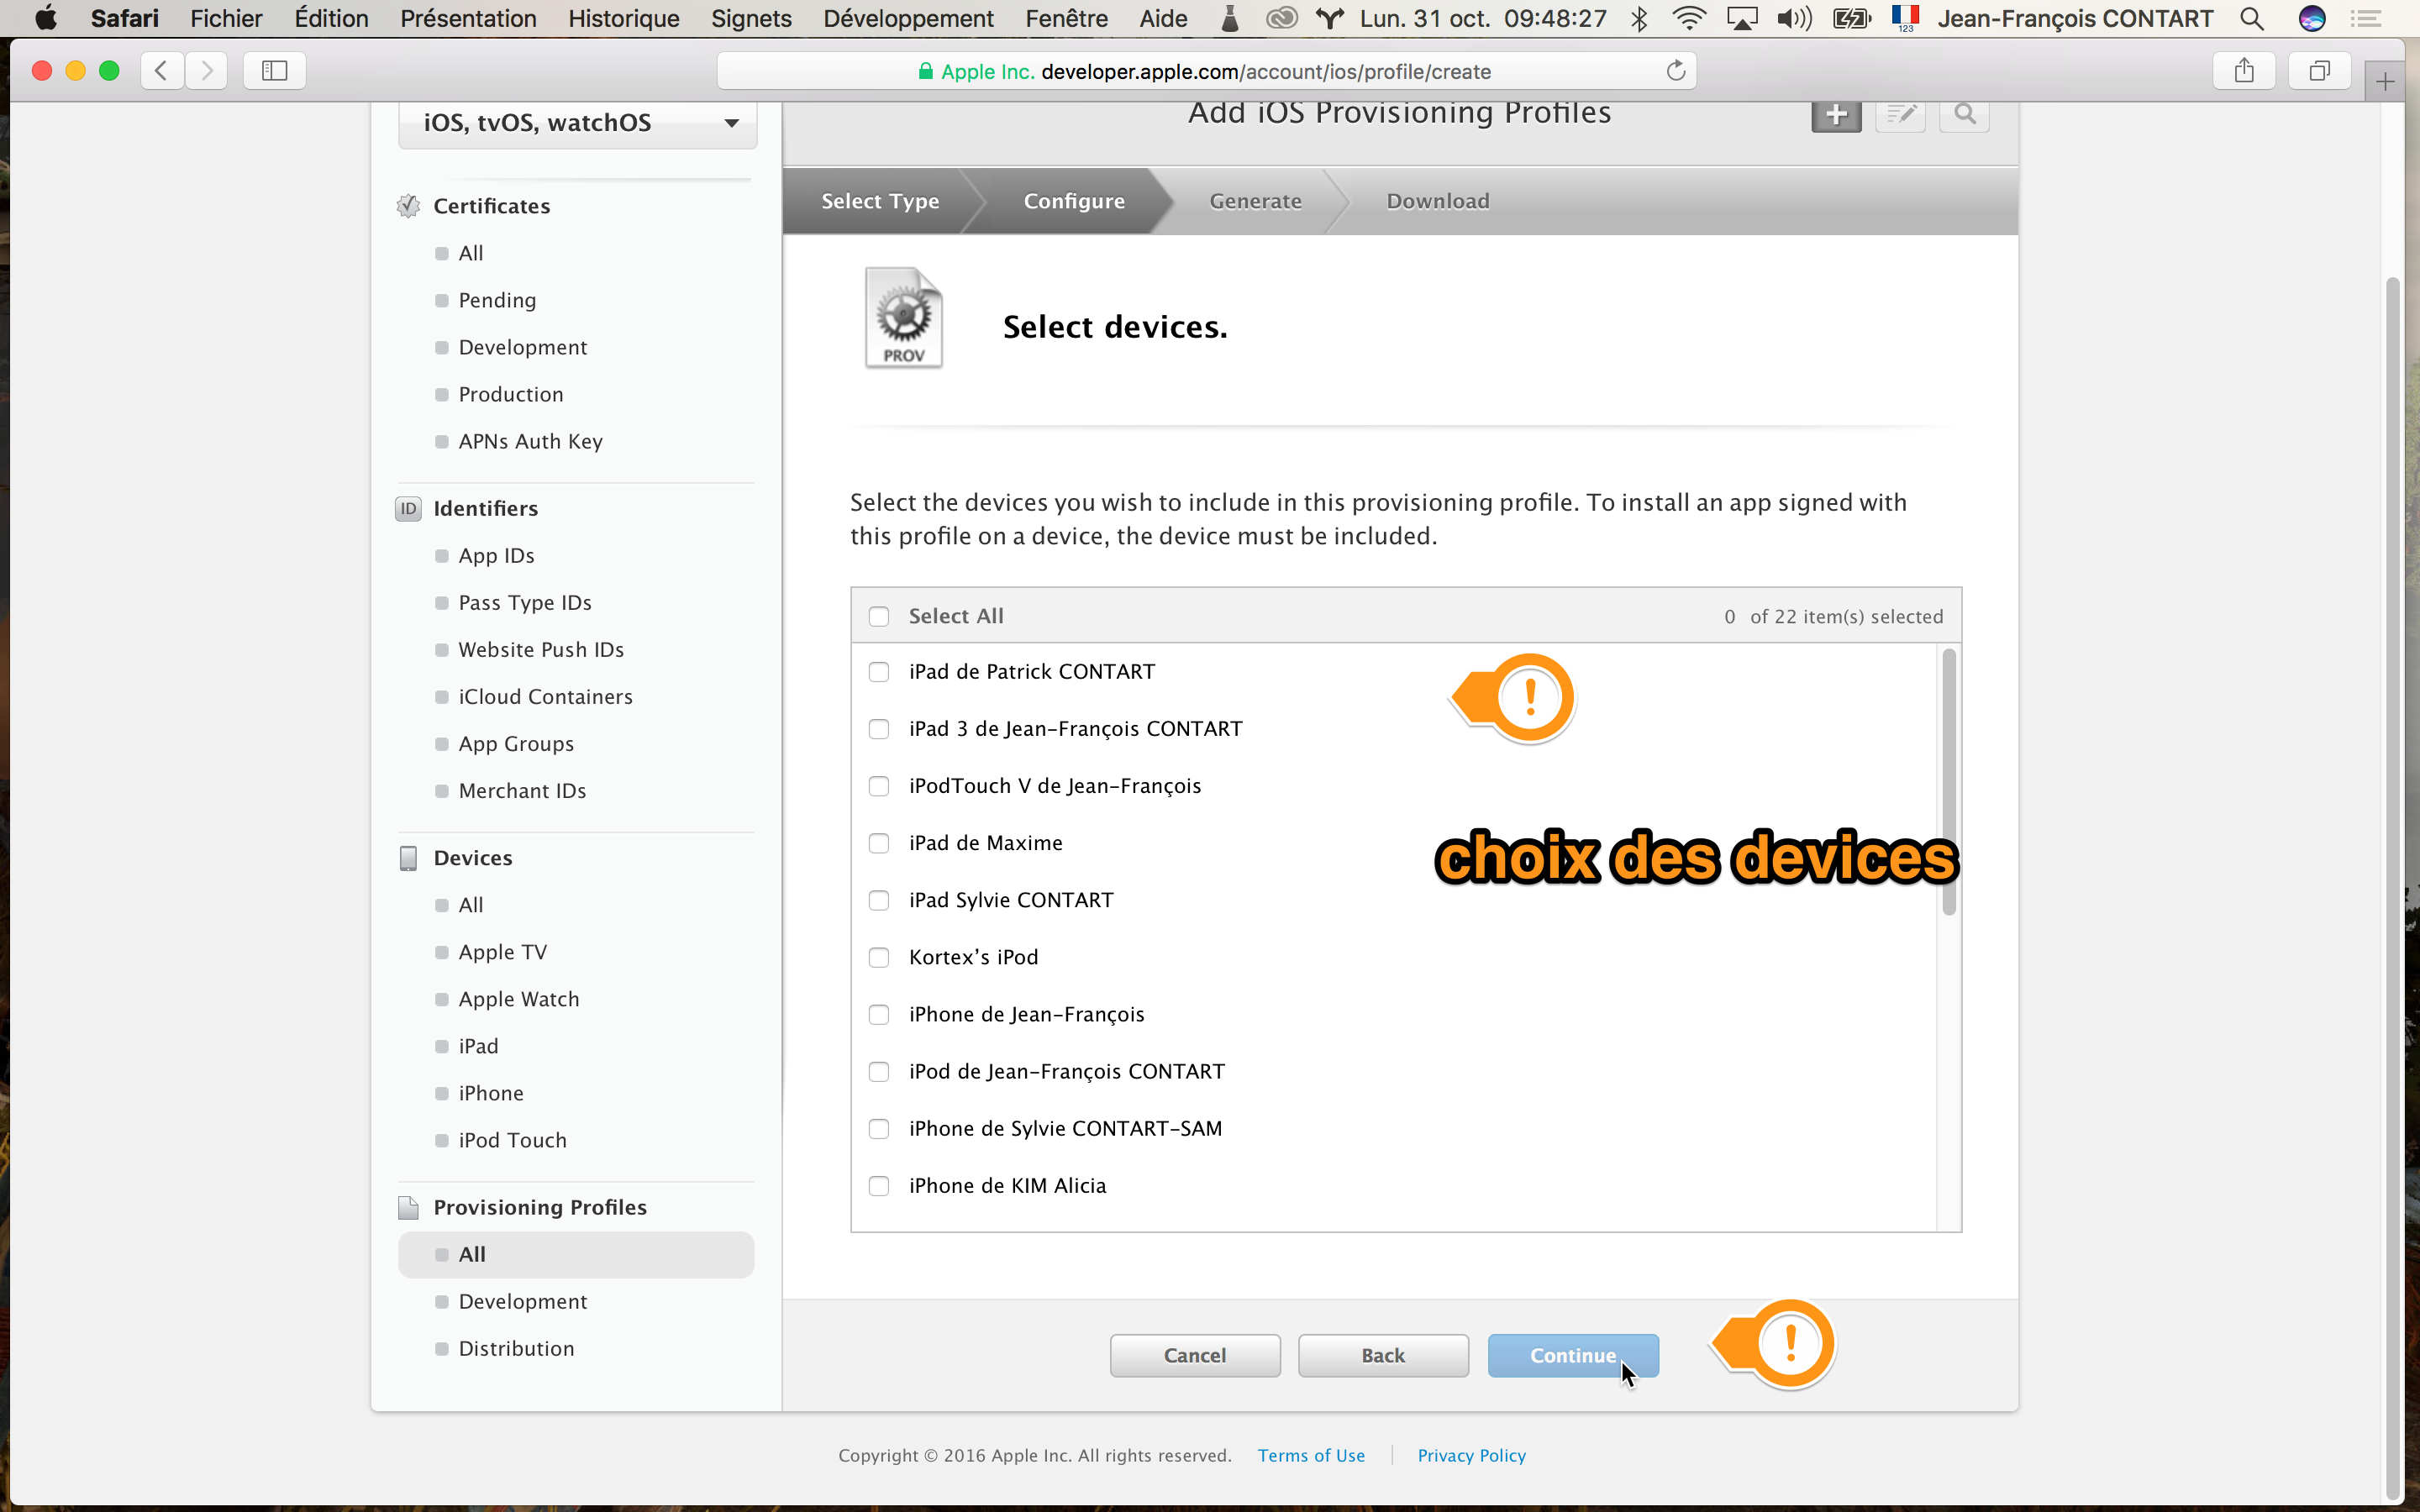 Safari Fichier Édition Présentation Historique Signets Développement Fenêtre Aide Lun. 31 oct. 09:48:27 123 Jean-François CONTART
Apple Inc. developer.apple.com/account/ios/profile/create
iOS, tvOS, watchOS
Certificates
All
Pending
Development
Production
APNs Auth Key
ID Identifiers
App IDs
Pass Type IDs
Website Push IDs
iCloud Containers
App Groups
Merchant IDs
Devices
All
Apple TV
Apple Watch
iPad
iPhone
iPod Touch
Provisioning Profiles
All
Development
Distribution
Add iOS Provisioning Profiles
Select Type Configure Generate Download
PROV
Select devices.
Select the devices you wish to include in this provisioning profile. To install an app signed with
this profile on a device, the device must be included.
Select All 0 of 22 item(s) selected
iPad de Patrick CONTART
!
iPad 3 de Jean-François CONTART
iPodTouch V de Jean-François
iPad de Maxime
choix des devices
iPad Sylvie CONTART
Kortex’s iPod
iPhone de Jean-François
iPod de Jean-François CONTART
iPhone de Sylvie CONTART-SAM
iPhone de KIM Alicia
Cancel Back Continue !
Copyright © 2016 Apple Inc. All rights reserved. Terms of Use Privacy Policy